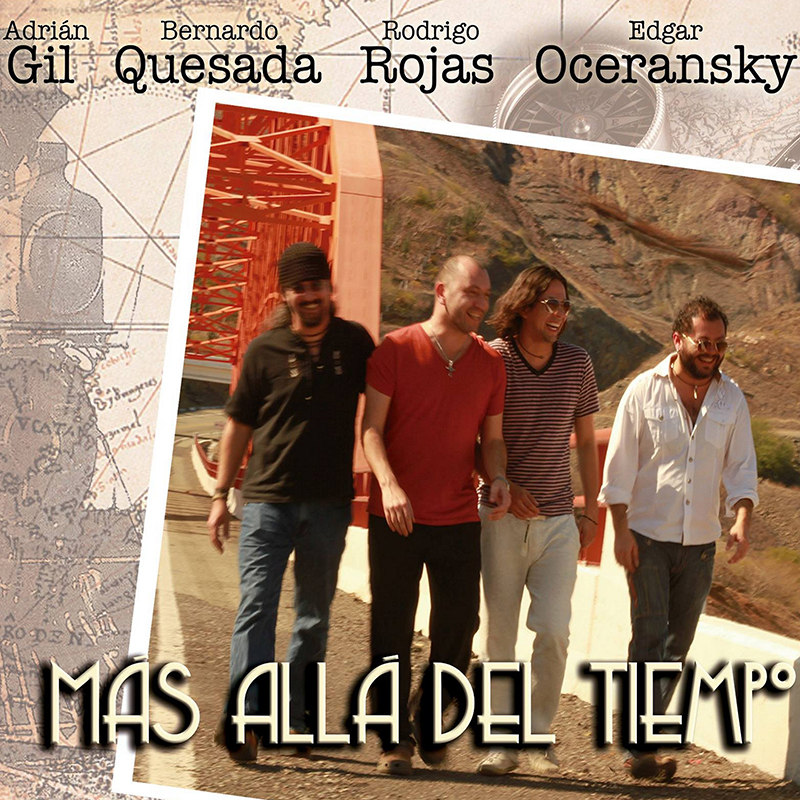 Adrián Bernardo Rodrigo Edgar
Gil Quesada Rojas Oceransky
MÁS ALLÁ DEL TIEMPO